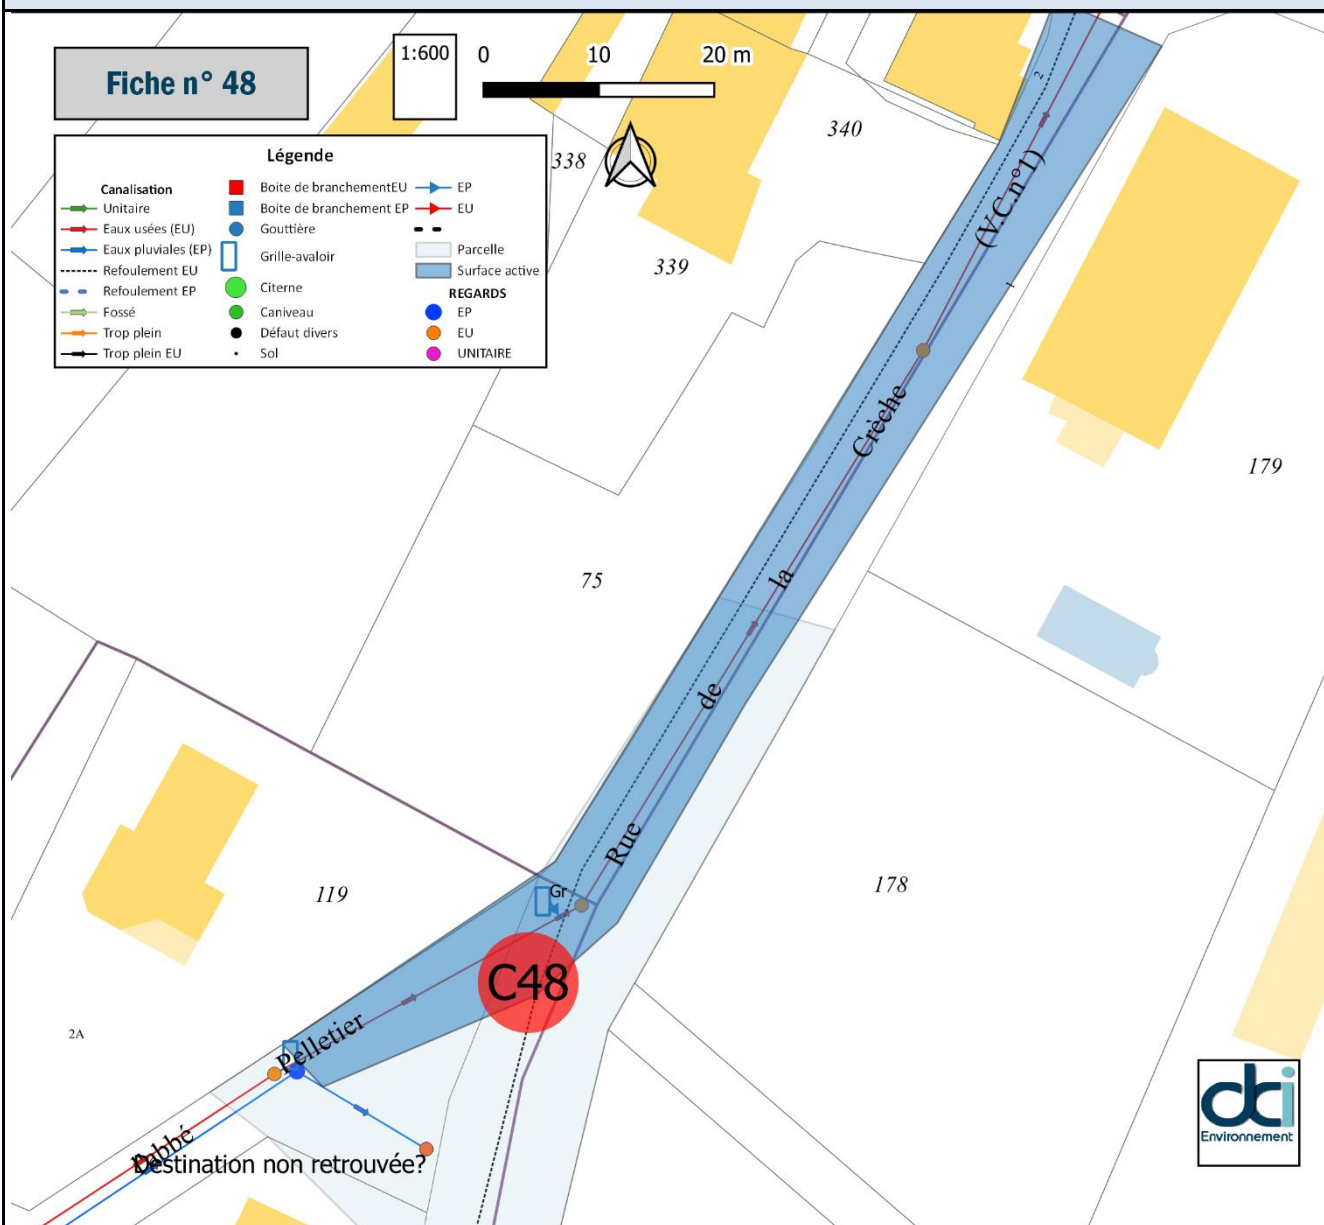 Fiche n° 48
1:600
0 10 20 m
Légende
Canalisation
Unitaire
Eaux usées (EU)
Eaux pluviales (EP)
Refoulement EU
Refoulement EP
Fossé
Trop plein
Trop plein EU
Boite de branchementEU
Boite de branchement EP
Gouttière
Grille-avaloir
Citerne
Caniveau
Défaut divers
Sol
EP
EU
Parcelle
Surface active
REGARDS
EP
EU
UNITAIRE
338
340
339
2
(V.C.n°1)
1
Crèche
179
75
la
de
Rue
178
119
Gr
C48
2A
Pelletier
l'abbé
Destination non retrouvée?
dci
Environnement